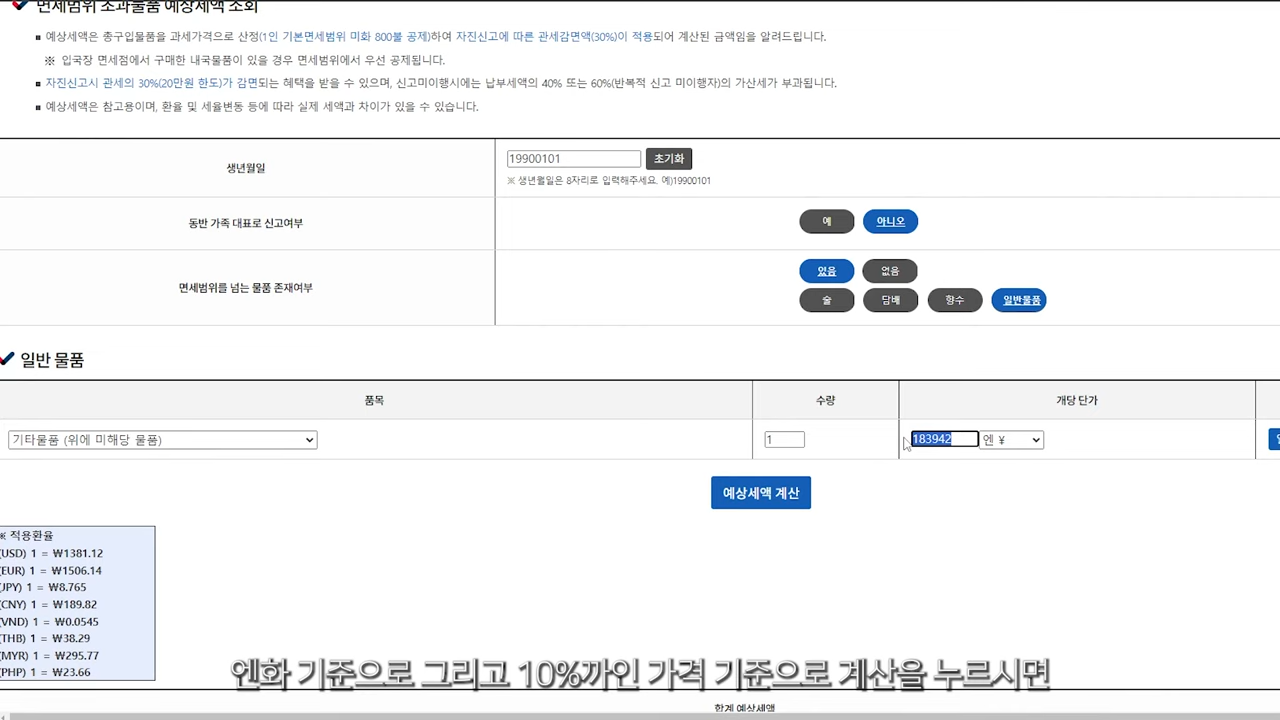 면세범위 초과물품 예상세액 조회
예상세액은 총구입물품을 과세가격으로 산정(1인 기본면세범위 미화 800불 공제)하여 자진신고에 따른 관세감면액(30%)이 적용되어 계산된 금액임을 알려드립니다.
※ 입국장 면세점에서 구매한 내국물품이 있을 경우 면세범위에서 우선 공제됩니다.
자진신고시 관세의 30%(20만원 한도)가 감면되는 혜택을 받을 수 있으며, 신고미이행시에는 납부세액의 40% 또는 60%(반복적 신고 미이행자)의 가산세가 부과됩니다.
예상세액은 참고용이며, 환율 및 세율변동 등에 따라 실제 세액과 차이가 있을 수 있습니다.
생년월일 19900101 초기화
※ 생년월일은 8자리로 입력해주세요. 예)19900101
동반 가족 대표로 신고여부 예 아니오
면세범위를 넘는 물품 존재여부 있음 없음
술 담배 향수 일반물품
일반 물품
품목 수량 개당 단가
기타물품 (위에 미해당 물품) 1 183942 엔 ¥
예상세액 계산
※ 적용환율
(USD) 1 = ₩1381.12
(EUR) 1 = ₩1506.14
(JPY) 1 = ₩8.765
(CNY) 1 = ₩189.82
(VND) 1 = ₩0.0545
(THB) 1 = ₩38.29
(MYR) 1 = ₩295.77
(PHP) 1 = ₩23.66
엔화 기준으로 그리고 10%까인 가격 기준으로 계산을 누르시면
합계 예상세액